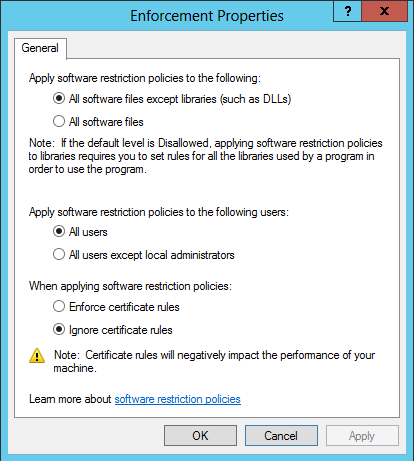 Enforcement Properties
?
x
General
Apply software restriction policies to the following:
All software files except libraries (such as DLLs)
All software files
Note: If the default level is Disallowed, applying software restriction policies
to libraries requires you to set rules for all the libraries used by a program in
order to use the program.
Apply software restriction policies to the following users:
All users
All users except local administrators
When applying software restriction policies:
Enforce certificate rules
Ignore certificate rules
Note: Certificate rules will negatively impact the performance of your
machine.
Learn more about software restriction policies
OK
Cancel
Apply